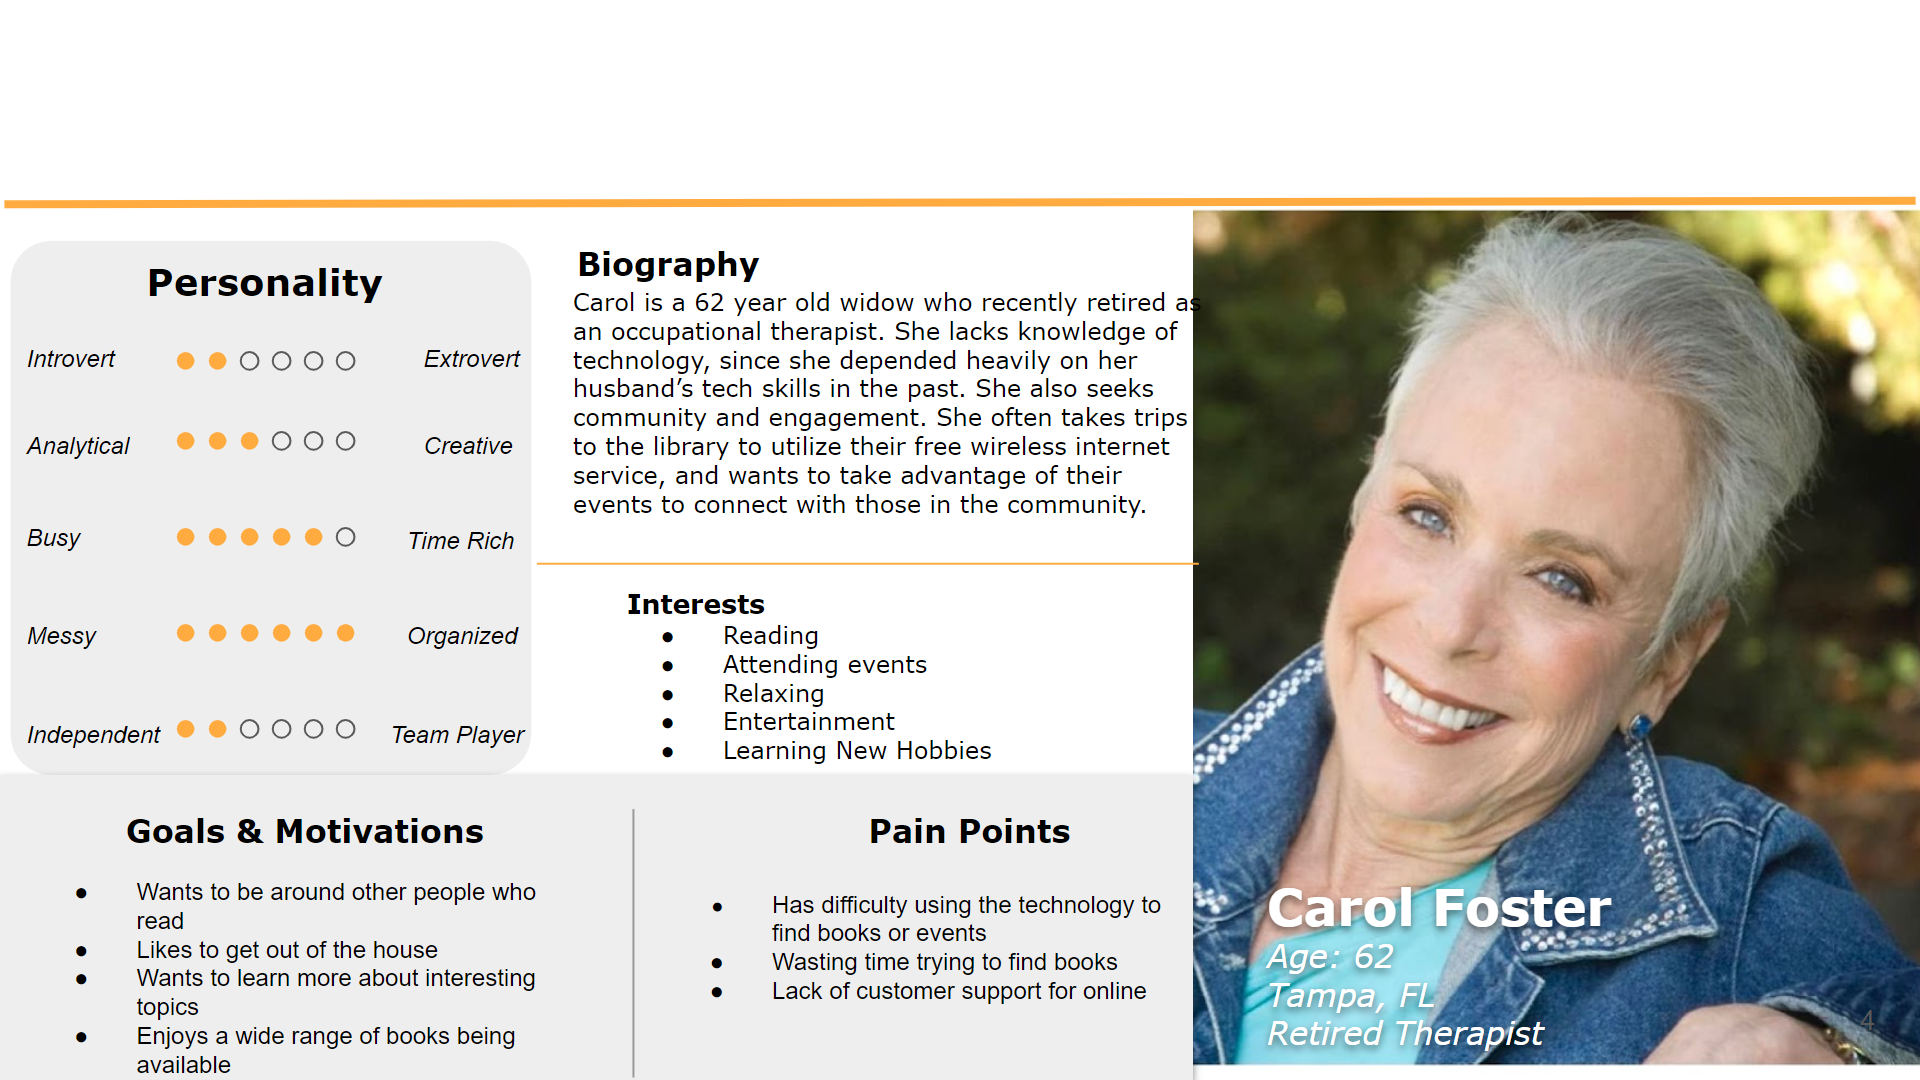 Personality
Introvert
Extrovert
Analytical
Creative
Busy
Time Rich
Messy
Organized
Independent
Team Player
Biography
Carol is a 62 year old widow who recently retired as
an occupational therapist. She lacks knowledge of
technology, since she depended heavily on her
husband’s tech skills in the past. She also seeks
community and engagement. She often takes trips
to the library to utilize their free wireless internet
service, and wants to take advantage of their
events to connect with those in the community.
Interests
● Reading
● Attending events
● Relaxing
● Entertainment
● Learning New Hobbies
Goals & Motivations
● Wants to be around other people who
read
● Likes to get out of the house
● Wants to learn more about interesting
topics
● Enjoys a wide range of books being
available
Pain Points
● Has difficulty using the technology to
find books or events
● Wasting time trying to find books
● Lack of customer support for online
Carol Foster
Age: 62
Tampa, FL
Retired Therapist
4